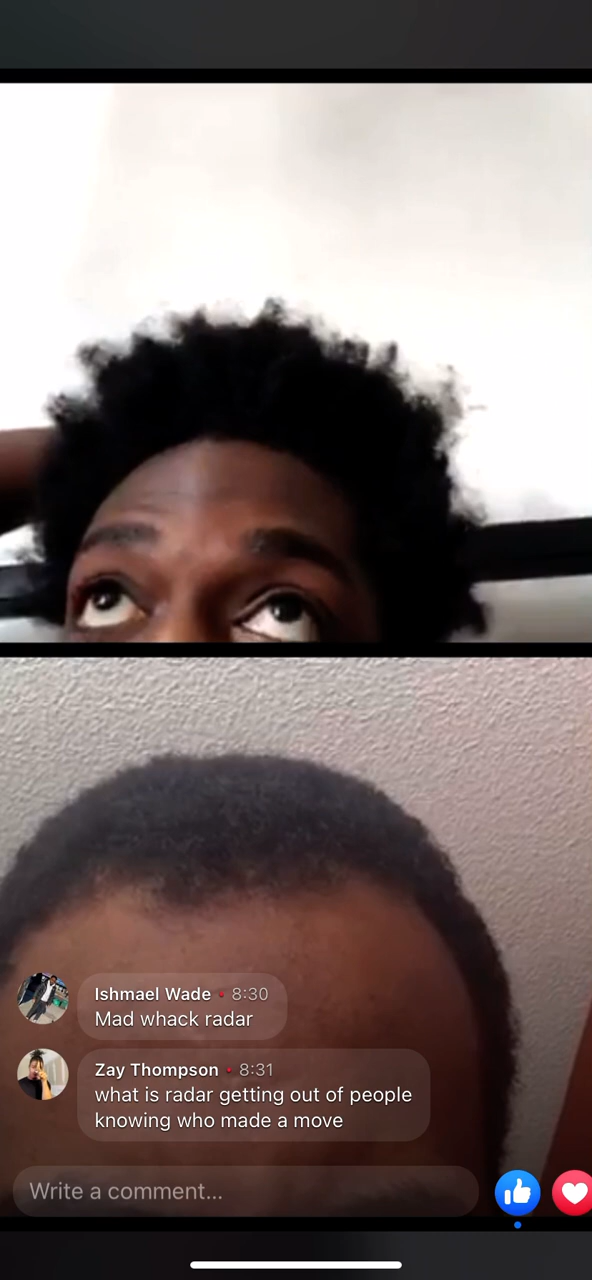 Ishmael Wade • 8:30
Mad whack radar
Zay Thompson • 8:31
what is radar getting out of people
knowing who made a move
Write a comment...